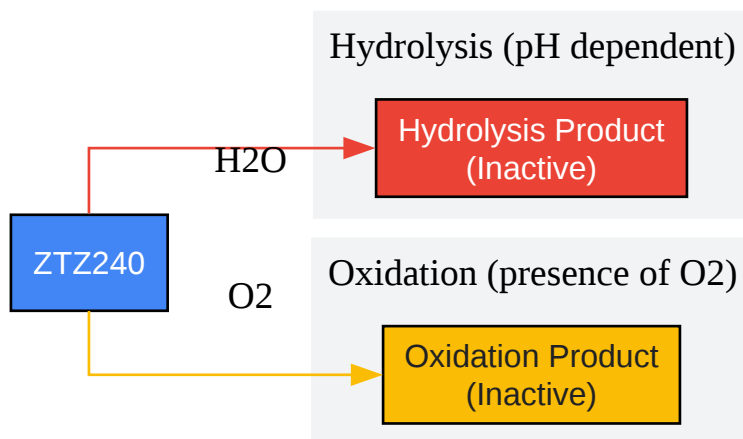 Hydrolysis (pH dependent)
Hydrolysis Product
(Inactive)
H2O
ZTZ240
O2
Oxidation (presence of O2)
Oxidation Product
(Inactive)